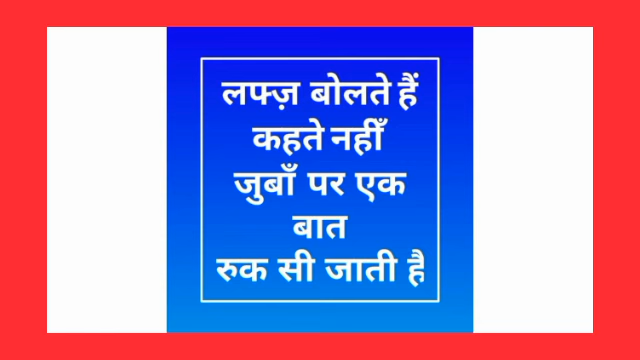 लफ्ज़ बोलते हैं
कहते नहीँ
जुबाँ पर एक
बात
रुक सी जाती है